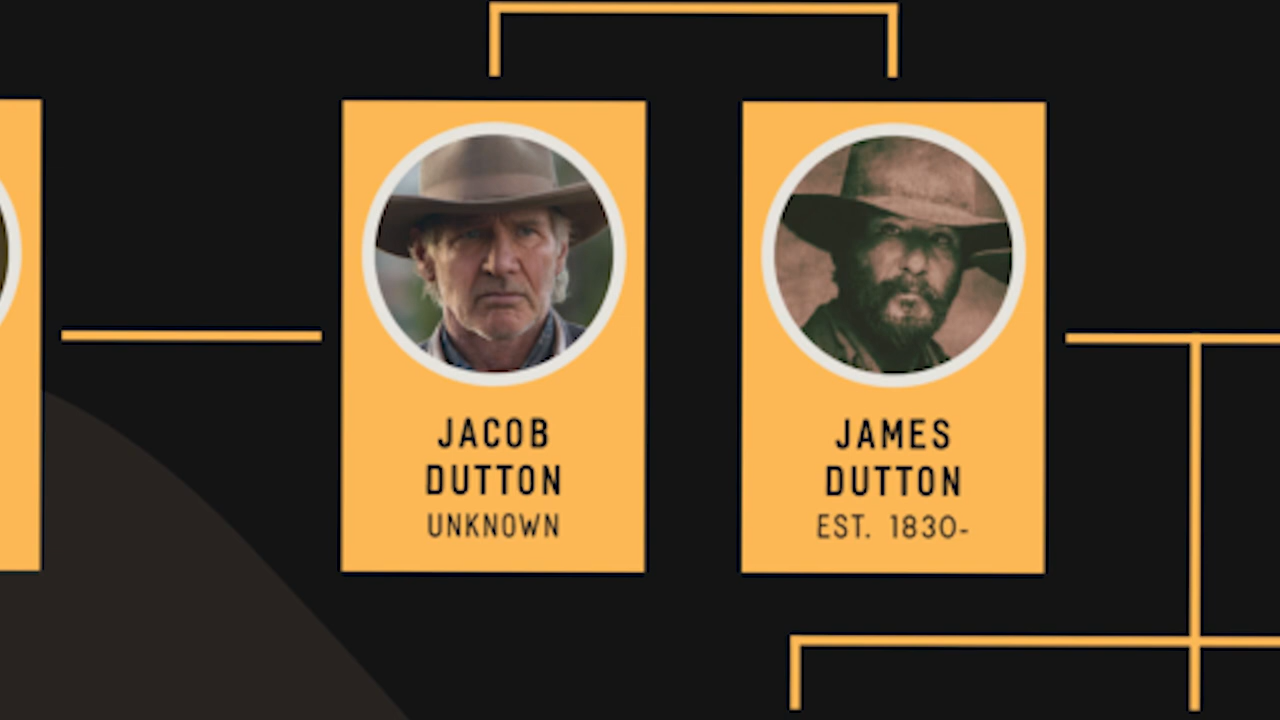 JACOB
DUTTON
UNKNOWN
JAMES
DUTTON
EST. 1830-